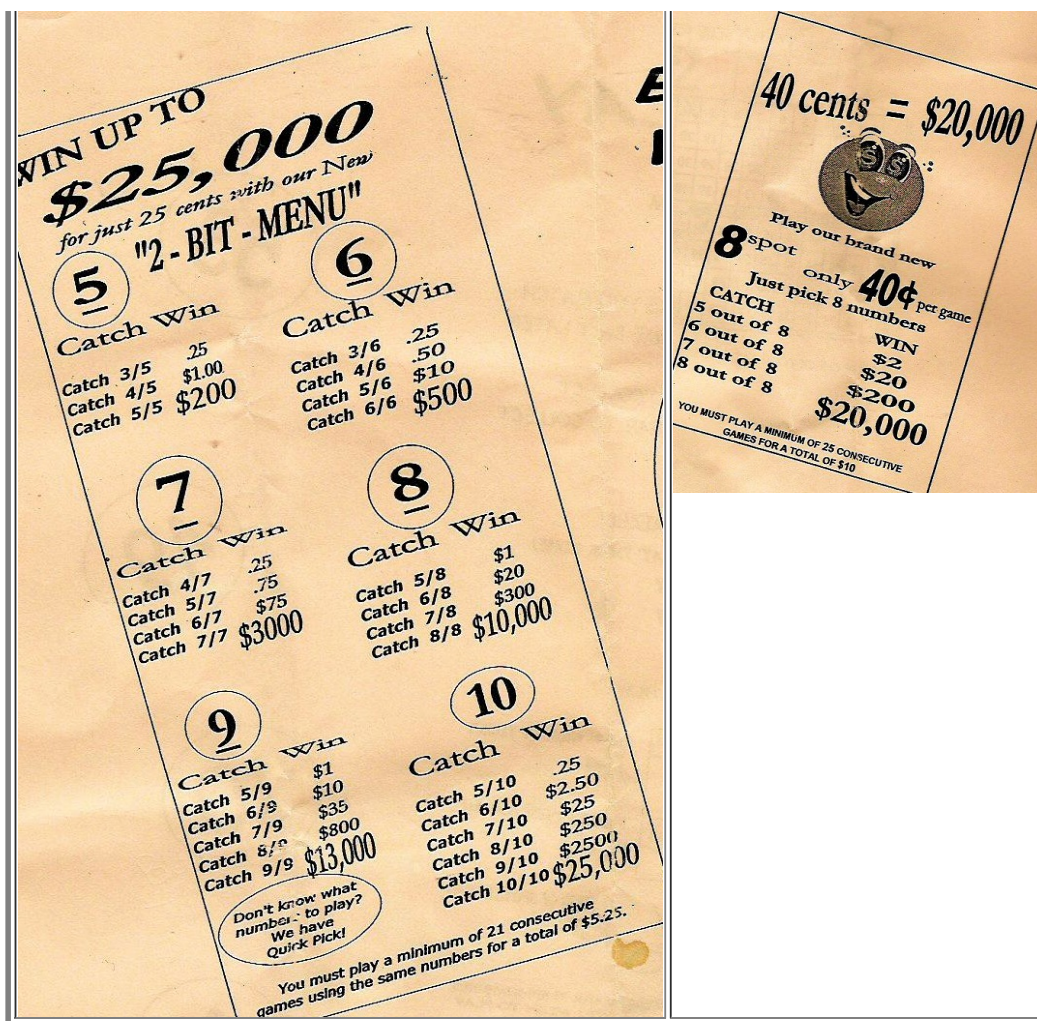 WIN UP TO
$25,000
for just 25 cents with our New
"2 - BIT - MENU"
5
Catch Win
Catch 3/5 .25
Catch 4/5 $1.00
Catch 5/5 $200
6
Catch Win
Catch 3/6 .25
Catch 4/6 .50
Catch 5/6 $10
Catch 6/6 $500
7
Catch Win
Catch 4/7 .25
Catch 5/7 .75
Catch 6/7 $75
Catch 7/7 $3000
8
Catch Win
Catch 5/8 $1
Catch 6/8 $20
Catch 7/8 $300
Catch 8/8 $10,000
9
Catch Win
Catch 5/9 $1
Catch 6/9 $10
Catch 7/9 $35
Catch 8/9 $800
Catch 9/9 $13,000
10
Catch Win
Catch 5/10 .25
Catch 6/10 $2.50
Catch 7/10 $25
Catch 8/10 $250
Catch 9/10 $2500
Catch 10/10 $25,000
Don't know what
numbers to play?
We have
Quick Pick!
You must play a minimum of 21 consecutive
games using the same numbers for a total of $5.25.
40 cents = $20,000
Play our brand new
8 spot only 40¢ per game
Just pick 8 numbers
CATCH WIN
5 out of 8 $2
6 out of 8 $20
7 out of 8 $200
8 out of 8 $20,000
YOU MUST PLAY A MINIMUM OF 25 CONSECUTIVE
GAMES FOR A TOTAL OF $10